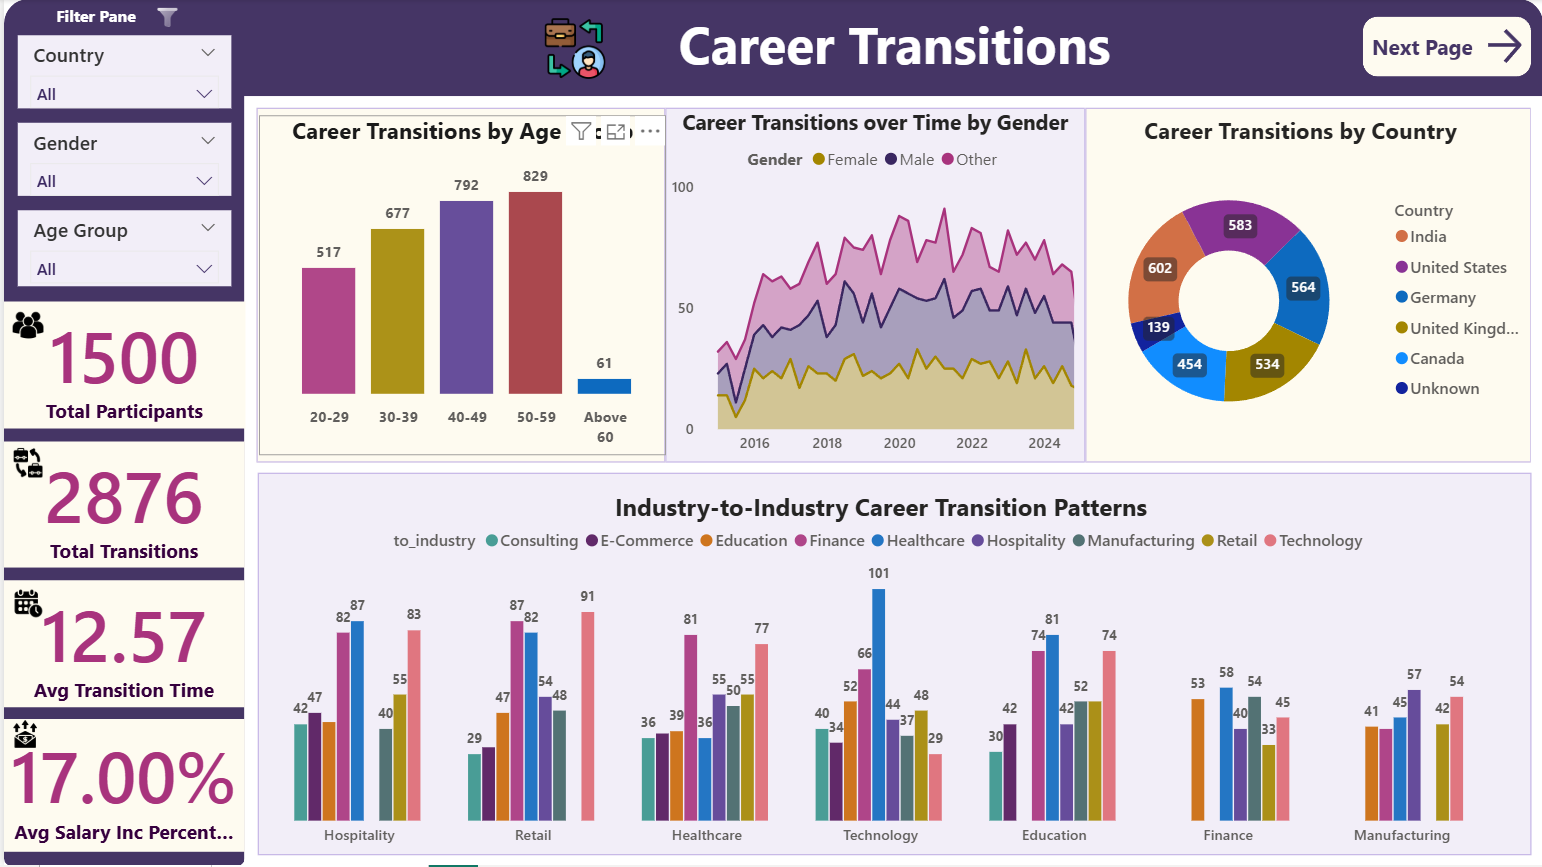 Filter Pane
Career Transitions
Next Page
Country
All
Gender
All
Age Group
All
1500
Total Participants
2876
Total Transitions
12.57
Avg Transition Time
17.00%
Avg Salary Inc Percent...
Career Transitions by Age
517
677
792
829
61
20-29
30-39
40-49
50-59
Above
60
Career Transitions over Time by Gender
Gender Female Male Other
100
50
0
2016 2018 2020 2022 2024
Career Transitions by Country
583
564
534
454
139
602
Country
India
United States
Germany
United Kingd...
Canada
Unknown
Industry-to-Industry Career Transition Patterns
to_industry Consulting E-Commerce Education Finance Healthcare Hospitality Manufacturing Retail Technology
42 47 82 87 40 55 83
29 47 87 82 54 48 91
36 39 81 36 55 50 55 77
40 34 52 66 101 44 37 48 29
30 42 74 81 42 52 74
53 58 40 54 33 45
41 45 57 42 54
Hospitality Retail Healthcare Technology Education Finance Manufacturing